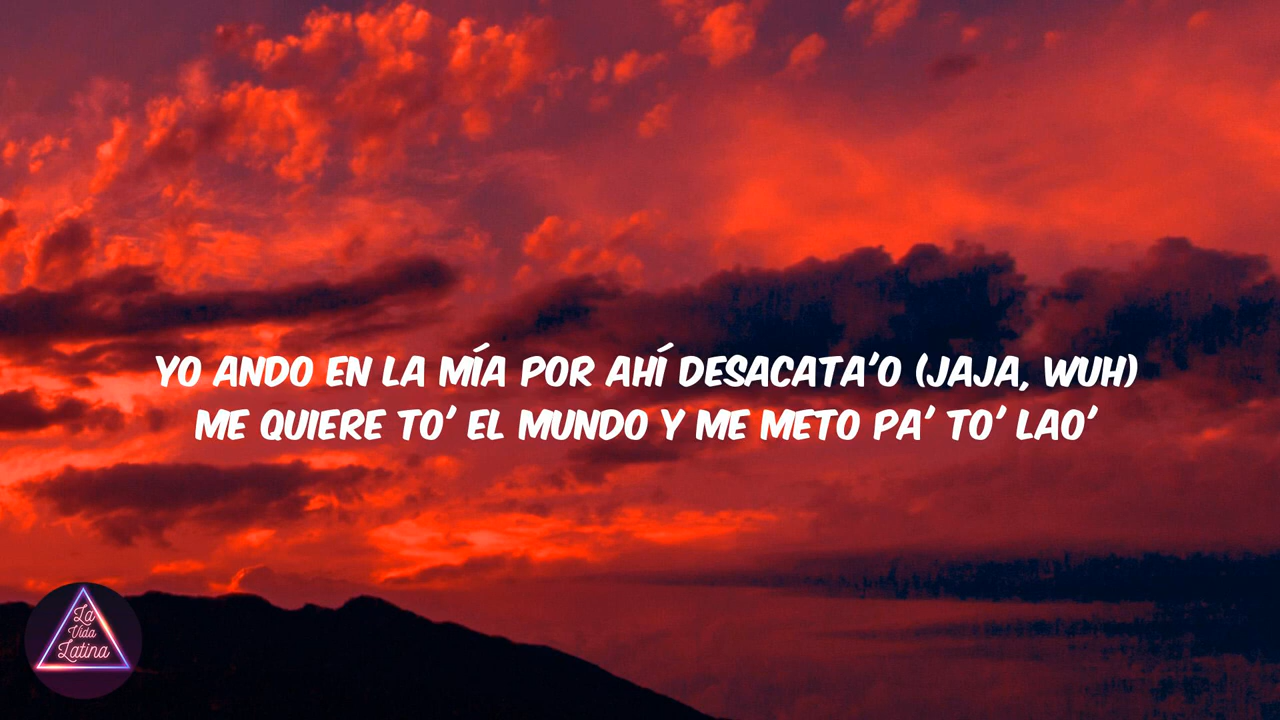 YO ANDO EN LA MÍA POR AHÍ DESACATA'O (JAJA, WUH)
ME QUIERE TO' EL MUNDO Y ME METO PA' TO' LAO'
La
Vida
Latina